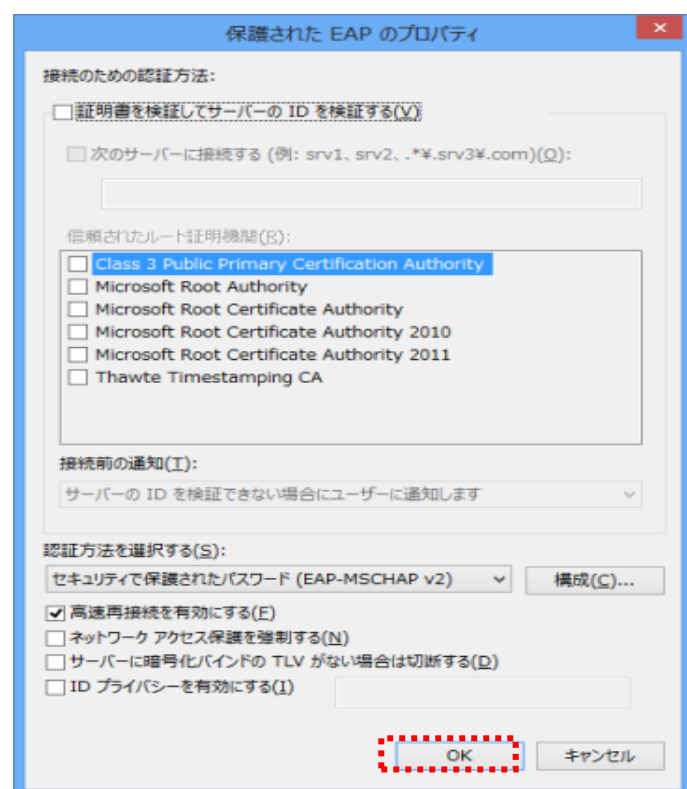 保護された EAP のプロパティ
接続のための認証方法:
証明書を検証してサーバーの ID を検証する(V)
次のサーバーに接続する (例: srv1、srv2、.*¥.srv3¥.com)(O):
信頼されたルート証明機関(R):
Class 3 Public Primary Certification Authority
Microsoft Root Authority
Microsoft Root Certificate Authority
Microsoft Root Certificate Authority 2010
Microsoft Root Certificate Authority 2011
Thawte Timestamping CA
接続前の通知(T):
サーバーの ID を検証できない場合にユーザーに通知します
認証方法を選択する(S):
セキュリティで保護されたパスワード (EAP-MSCHAP v2) 構成(C)...
高速再接続を有効にする(F)
ネットワーク アクセス保護を強制する(N)
サーバーに暗号化バインドの TLV がない場合は切断する(D)
ID プライバシーを有効にする(I)
OK キャンセル